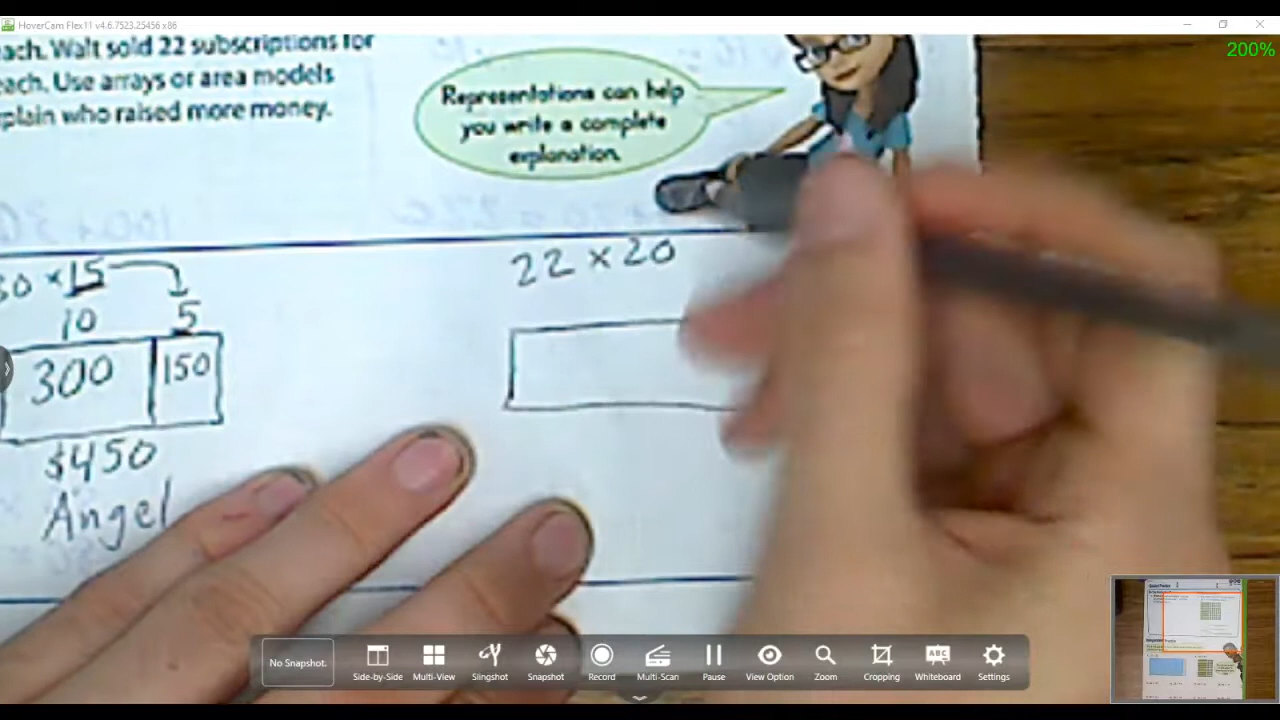 HoverCam Flex11 v4.6.7523.25456 x86
200%
ach. Walt sold 22 subscriptions for
each. Use arrays or area models
plain who raised more money.
Representations can help
you write a complete
explanation.
30 × 15
10 5
300 150
$450
Angel
22 × 20
No Snapshot.
Side-by-Side
Multi-View
Slingshot
Snapshot
Record
Multi-Scan
Pause
View Option
Zoom
Cropping
ABC
Whiteboard
Settings